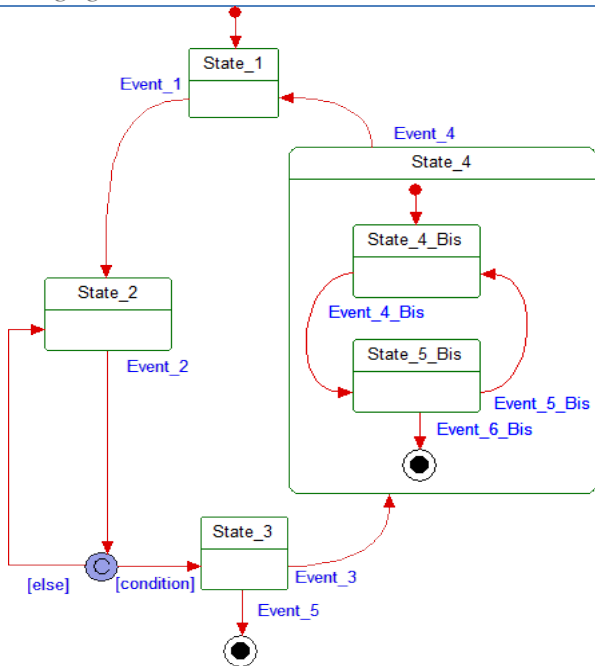 State_1
Event_1
Event_4
State_4
State_4_Bis
State_2
Event_4_Bis
State_5_Bis
Event_2
Event_5_Bis
Event_6_Bis
State_3
C
[else]
[condition]
Event_3
Event_5